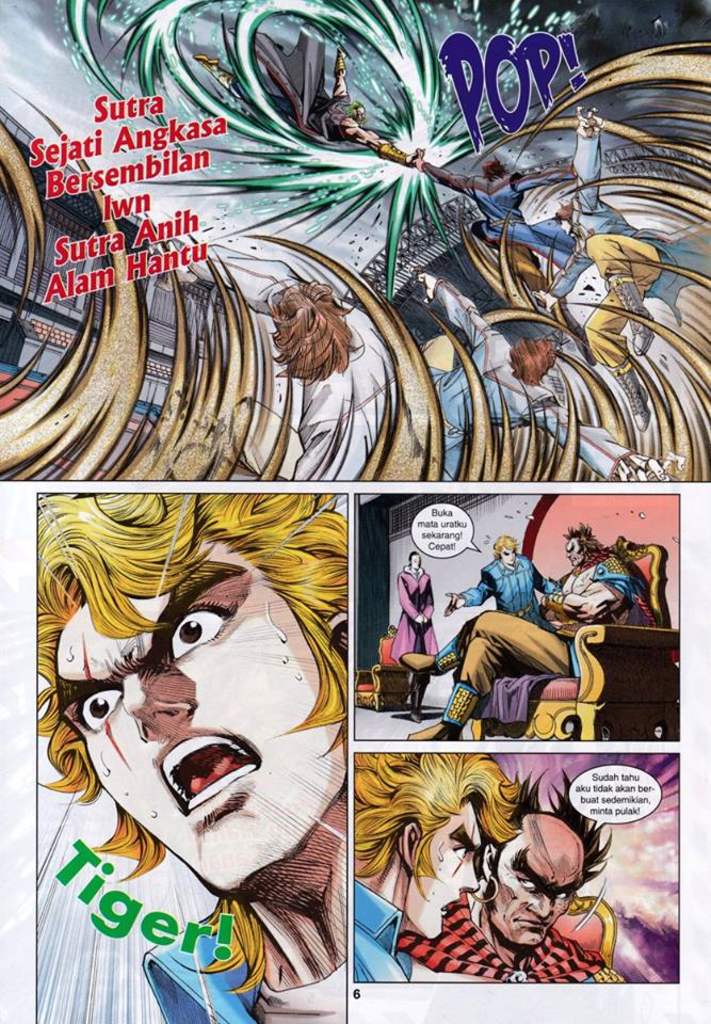 POP!
Sutra
Sejati Angkasa
Bersembilan
lwn
Sutra Anih
Alam Hantu
Tiger!
Buka
mata uratku
sekarang!
Cepat!
Sudah tahu
aku tidak akan ber-
buat sedemikian,
minta pulak!
6